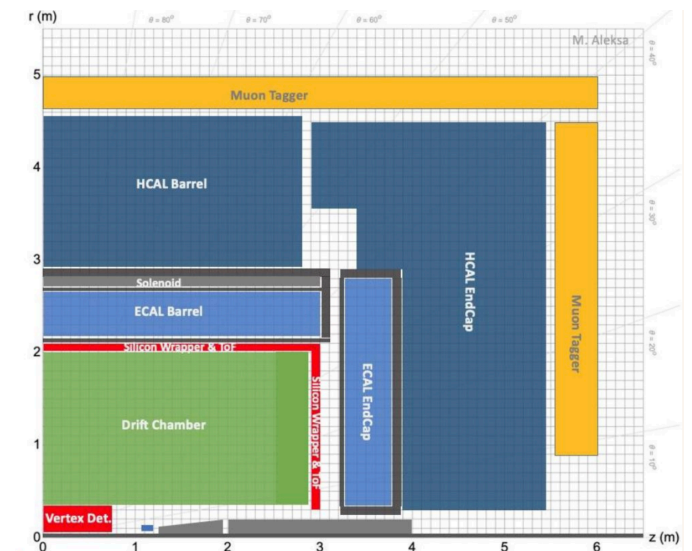 r (m)
θ = 80°
θ = 70°
θ = 60°
θ = 50°
M. Aleksa
θ = 40°
5
Muon Tagger
4
HCAL Barrel
θ = 30°
3
HCAL EndCap
Solenoid
ECAL Barrel
Muon Tagger
θ = 20°
2
Silicon Wrapper & ToF
ECAL EndCap
Silicon Wrapper & ToF
Drift Chamber
1
θ = 10°
Vertex Det.
0
z (m)
0
1
2
3
4
5
6